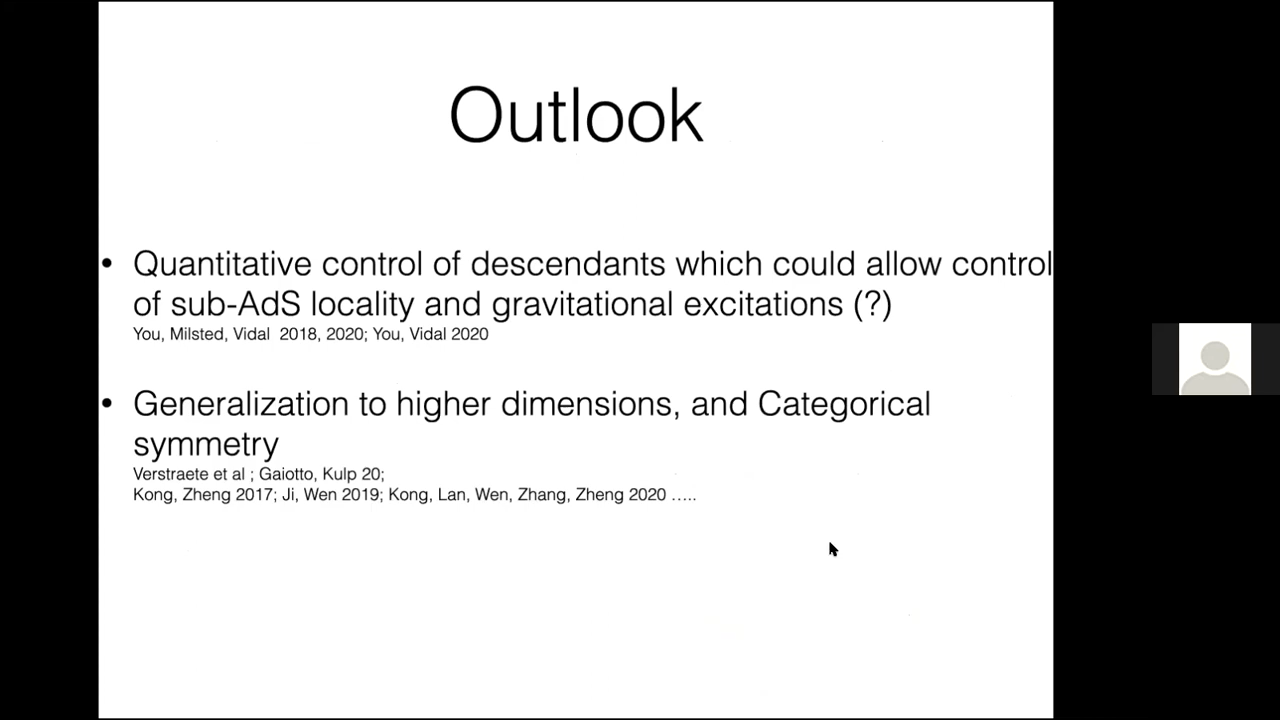 Outlook
• Quantitative control of descendants which could allow control
of sub-AdS locality and gravitational excitations (?)
You, Milsted, Vidal 2018, 2020; You, Vidal 2020
• Generalization to higher dimensions, and Categorical
symmetry
Verstraete et al ; Gaiotto, Kulp 20;
Kong, Zheng 2017; Ji, Wen 2019; Kong, Lan, Wen, Zhang, Zheng 2020 …..